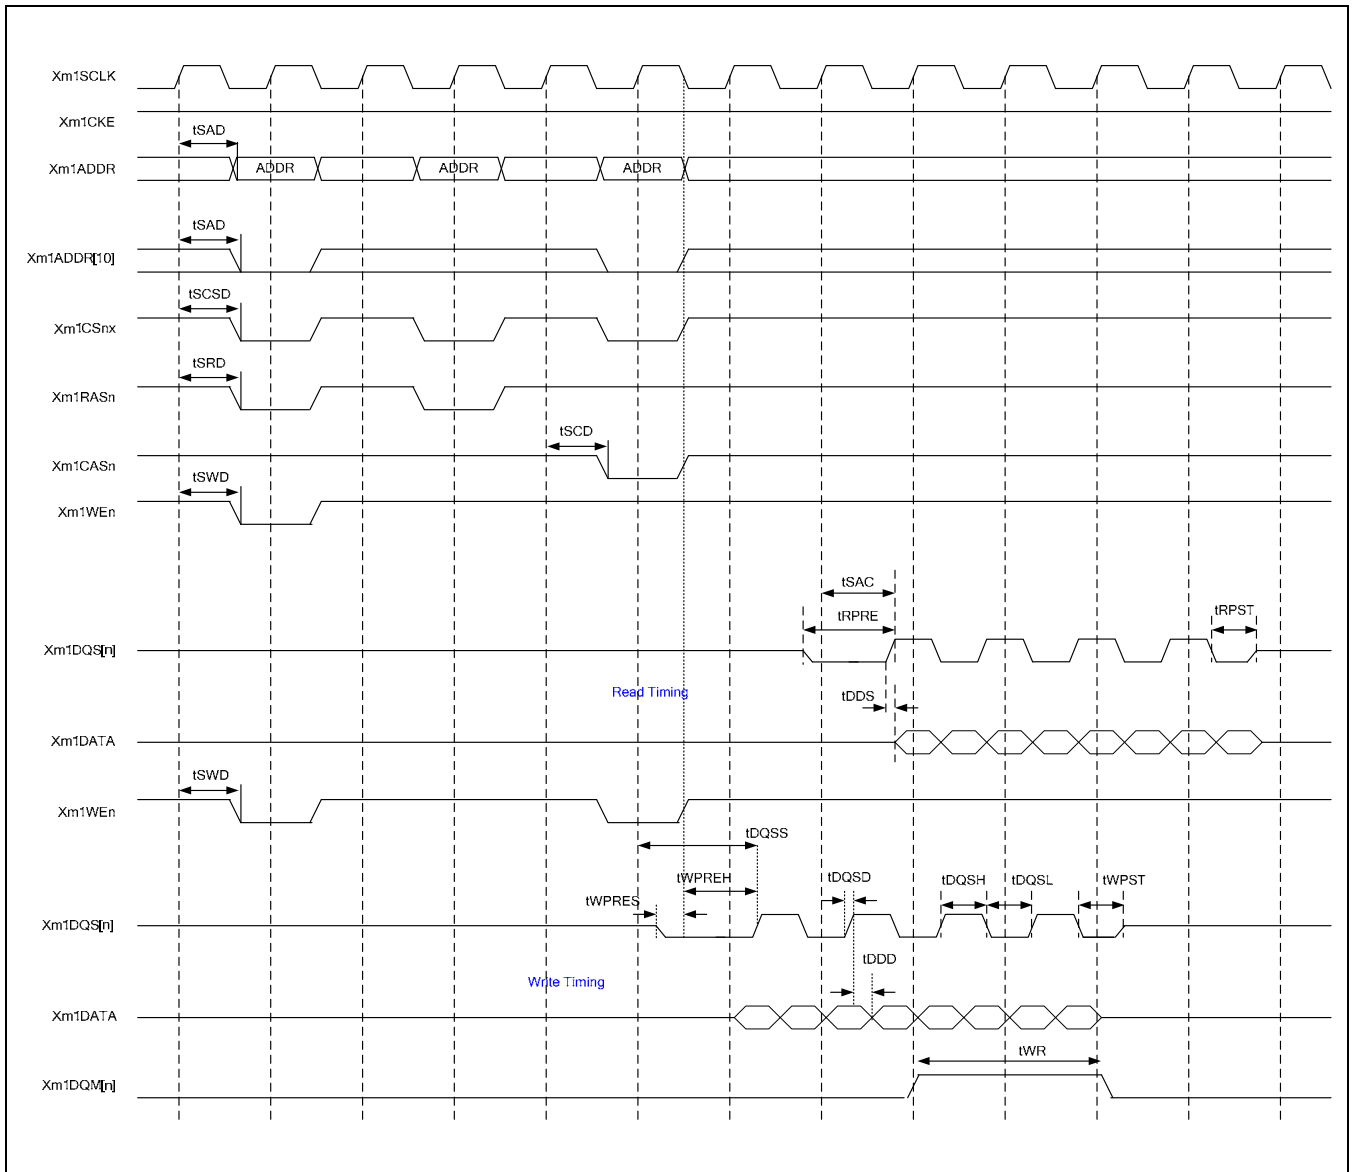 Xm1SCLK
Xm1CKE
tSAD
Xm1ADDR
ADDR ADDR ADDR
tSAD
Xm1ADDR[10]
tSCSD
Xm1CSnx
tSRD
Xm1RASn
tSCD
Xm1CASn
tSWD
Xm1WEn
tSAC
tRPRE
tRPST
Xm1DQS[n]
Read Timing
tDDS
Xm1DATA
tSWD
Xm1WEn
tDQSS
tWPREH
tDQSD
tDQSH
tDQSL
tWPST
tWPRES
Xm1DQS[n]
tDDD
Write Timing
Xm1DATA
tWR
Xm1DQM[n]